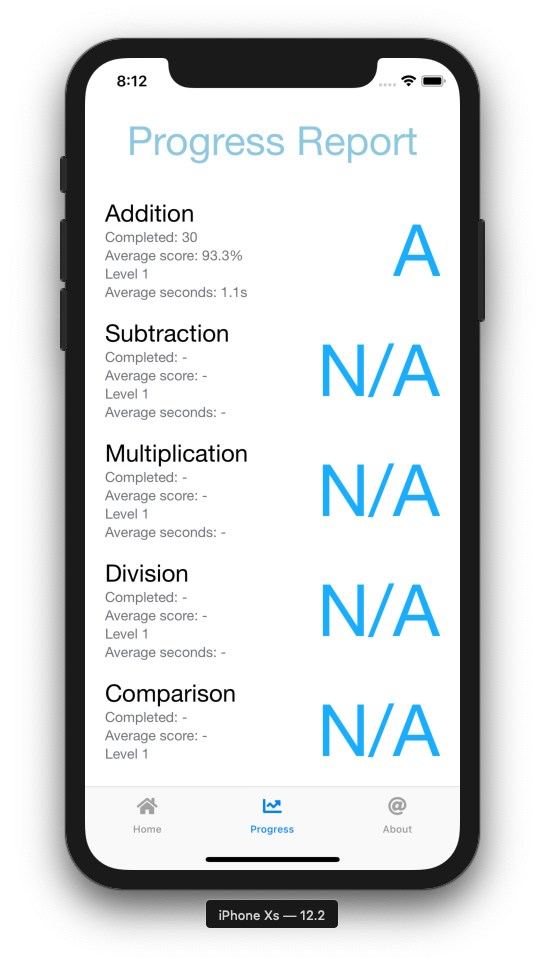 8:12
Progress Report
Addition
Completed: 30
Average score: 93.3%
Level 1
Average seconds: 1.1s
A
Subtraction
Completed: -
Average score: -
Level 1
Average seconds: -
N/A
Multiplication
Completed: -
Average score: -
Level 1
Average seconds: -
N/A
Division
Completed: -
Average score: -
Level 1
Average seconds: -
N/A
Comparison
Completed: -
Average score: -
Level 1
N/A
Home
Progress
About
iPhone Xs — 12.2